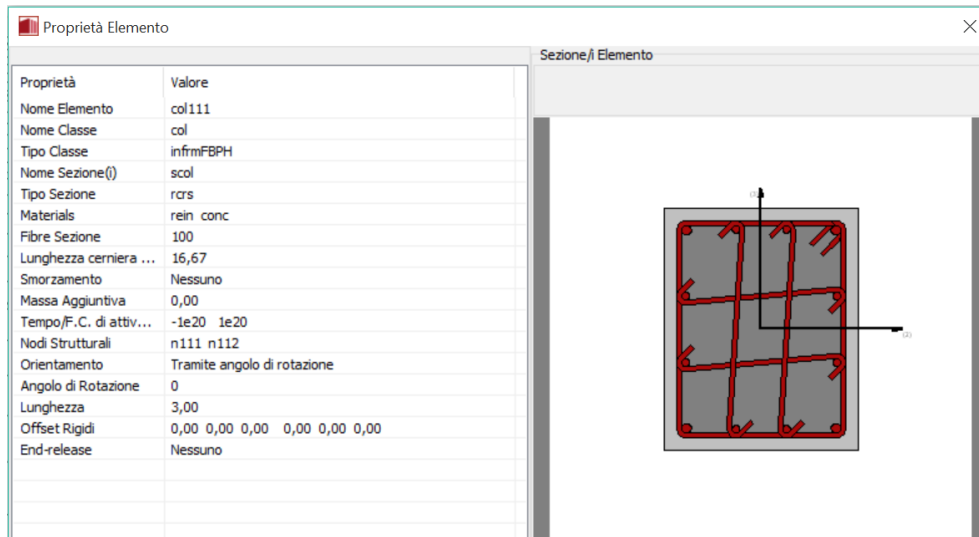 Proprietà Elemento
Sezione/i Elemento
Proprietà Valore
Nome Elemento col111
Nome Classe col
Tipo Classe infrmFBPH
Nome Sezione(i) scol
Tipo Sezione rcrs
Materials rein conc
Fibre Sezione 100
Lunghezza cerniera ... 16,67
Smorzamento Nessuno
Massa Aggiuntiva 0,00
Tempo/F.C. di attiv... -1e20 1e20
Nodi Strutturali n111 n112
Orientamento Tramite angolo di rotazione
Angolo di Rotazione 0
Lunghezza 3,00
Offset Rigidi 0,00 0,00 0,00 0,00 0,00 0,00
End-release Nessuno
(3)
(2)